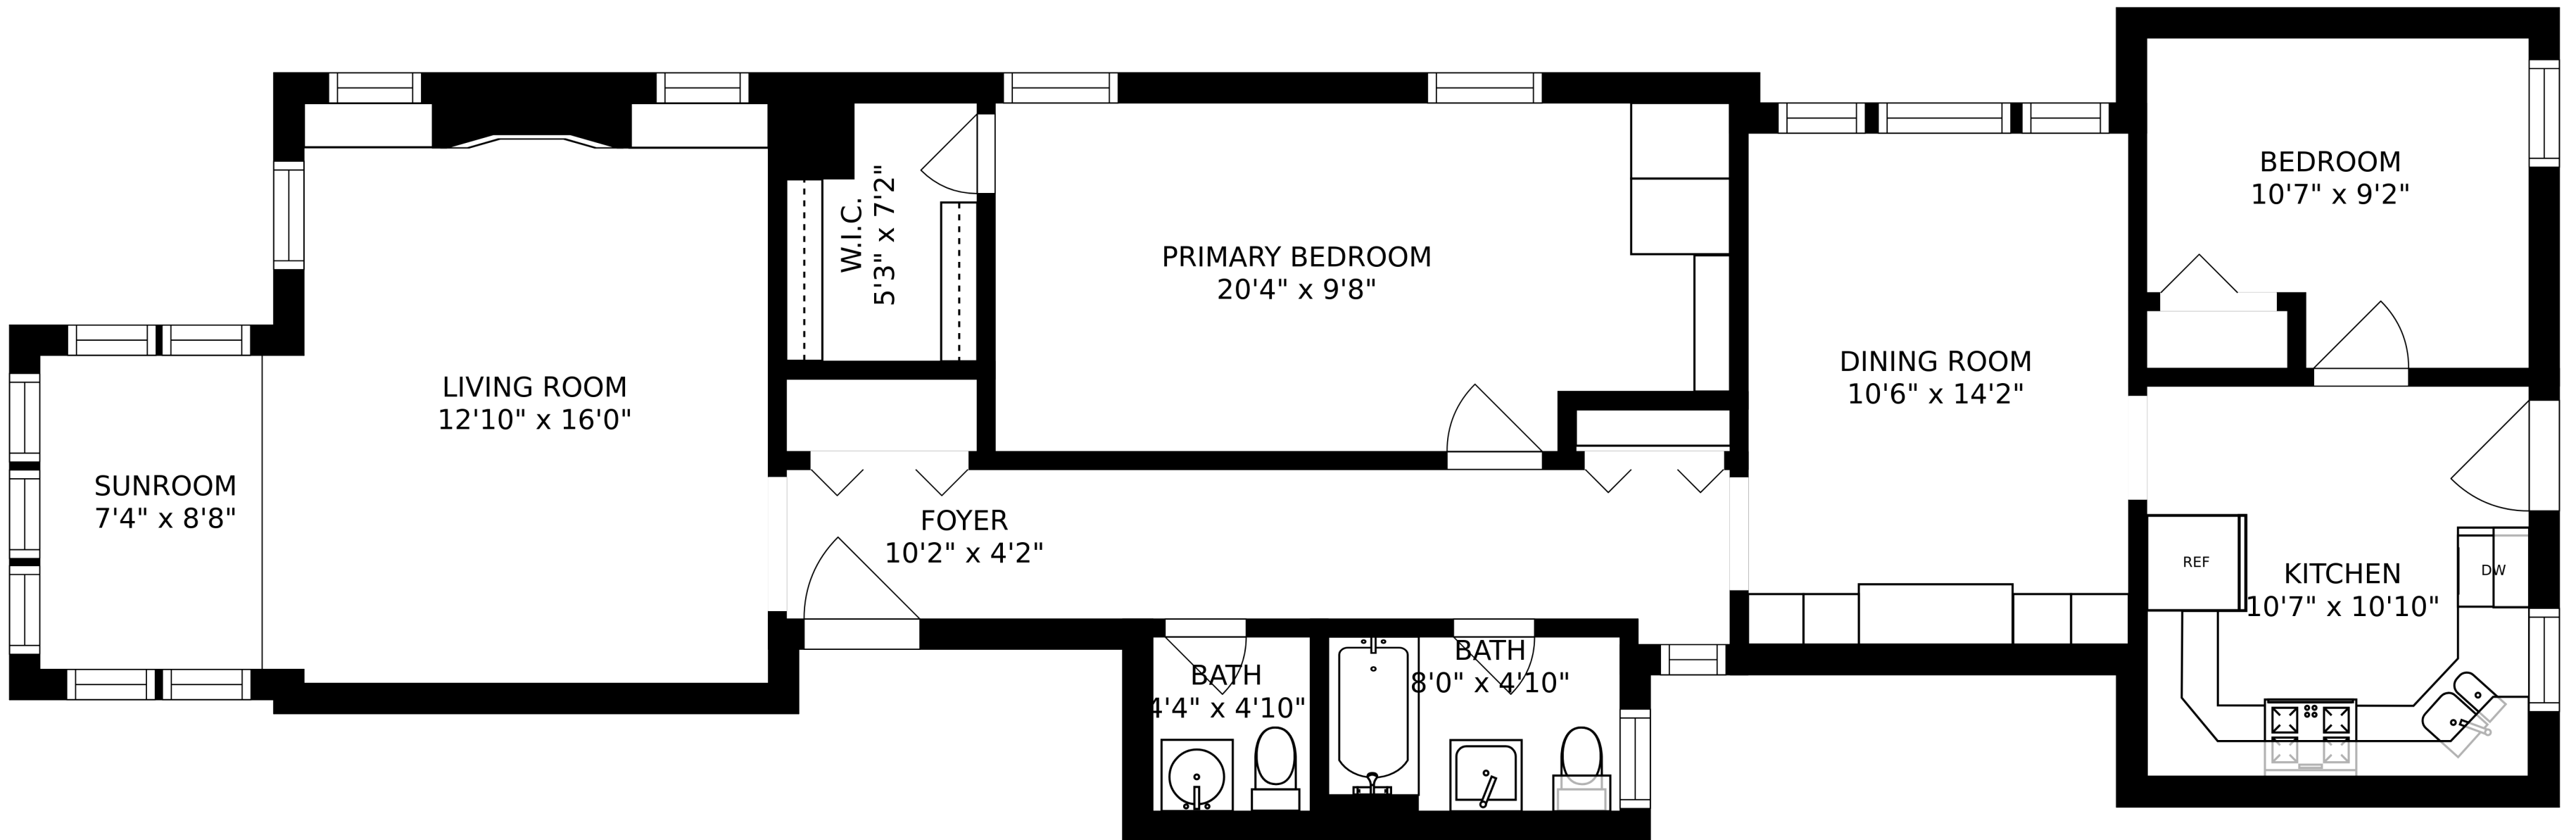 BEDROOM
10'7" x 9'2"
W.I.C.
5'3" x 7'2"
PRIMARY BEDROOM
20'4" x 9'8"
DINING ROOM
10'6" x 14'2"
LIVING ROOM
12'10" x 16'0"
SUNROOM
7'4" x 8'8"
FOYER
10'2" x 4'2"
REF
DW
KITCHEN
10'7" x 10'10"
BATH
4'4" x 4'10"
BATH
8'0" x 4'10"